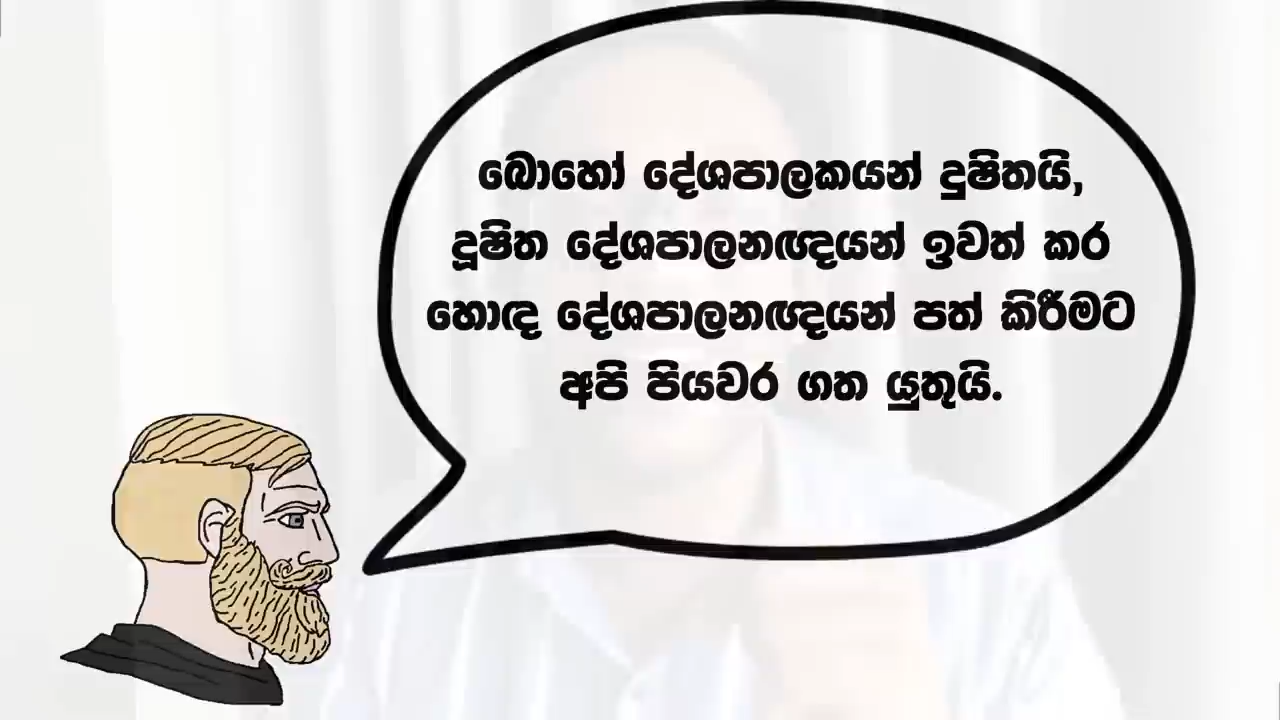 බොහෝ දේශපාලකයන් දුෂිතයි,
දූෂිත දේශපාලනඥයන් ඉවත් කර
හොඳ දේශපාලනඥයන් පත් කිරීමට
අපි පියවර ගත යුතුයි.